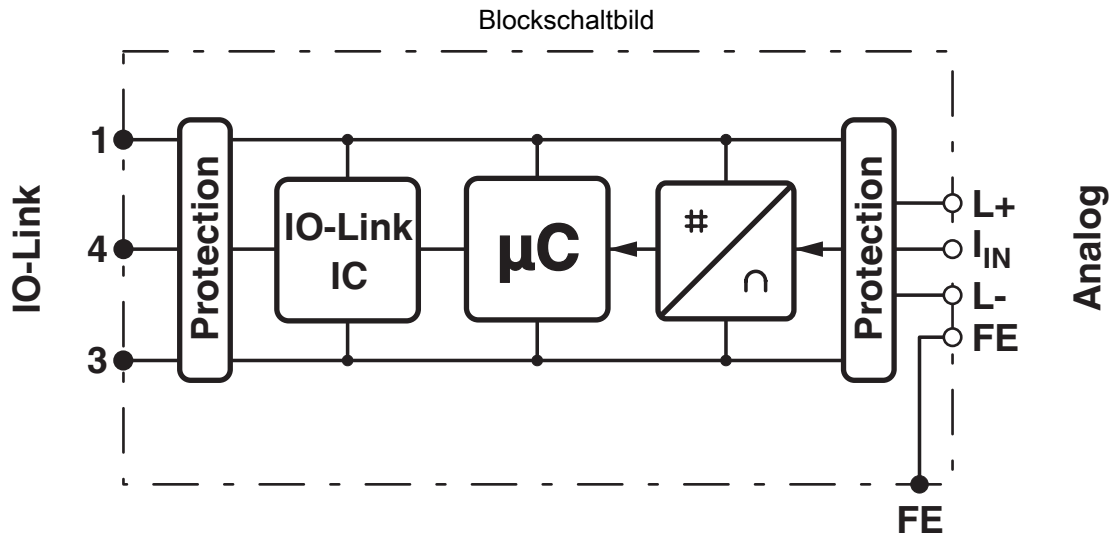 Blockschaltbild
IO-Link
1
4
3
Protection
IO-Link
IC
µC
#
∩
Protection
L+
IIN
L-
FE
Analog
FE